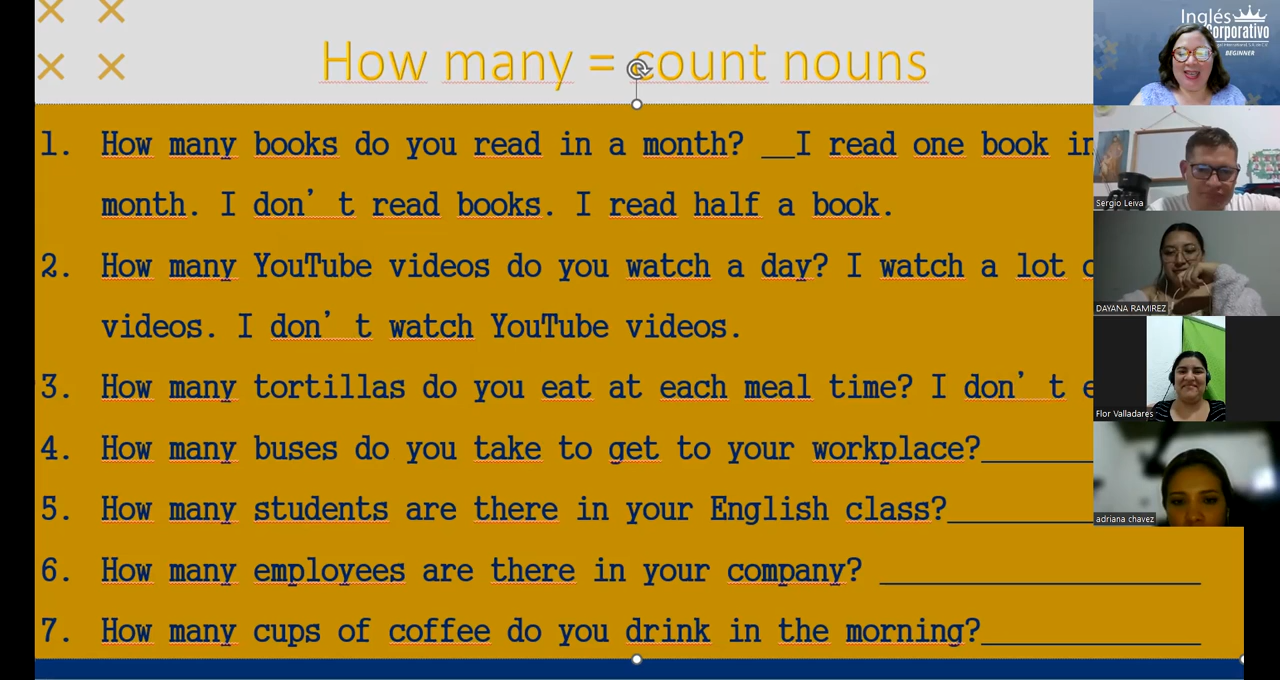 How many = count nouns
1. How many books do you read in a month? __I read one book in
month. I don't read books. I read half a book.
2. How many YouTube videos do you watch a day? I watch a lot
videos. I don't watch YouTube videos.
3. How many tortillas do you eat at each meal time? I don't
4. How many buses do you take to get to your workplace?______
5. How many students are there in your English class?_________
6. How many employees are there in your company? ___________________
7. How many cups of coffee do you drink in the morning?_____________
Inglés
Corporativo
BEGINNER
Sergio Leiva
DAYANA RAMIREZ
Flor Valladares
adriana chavez